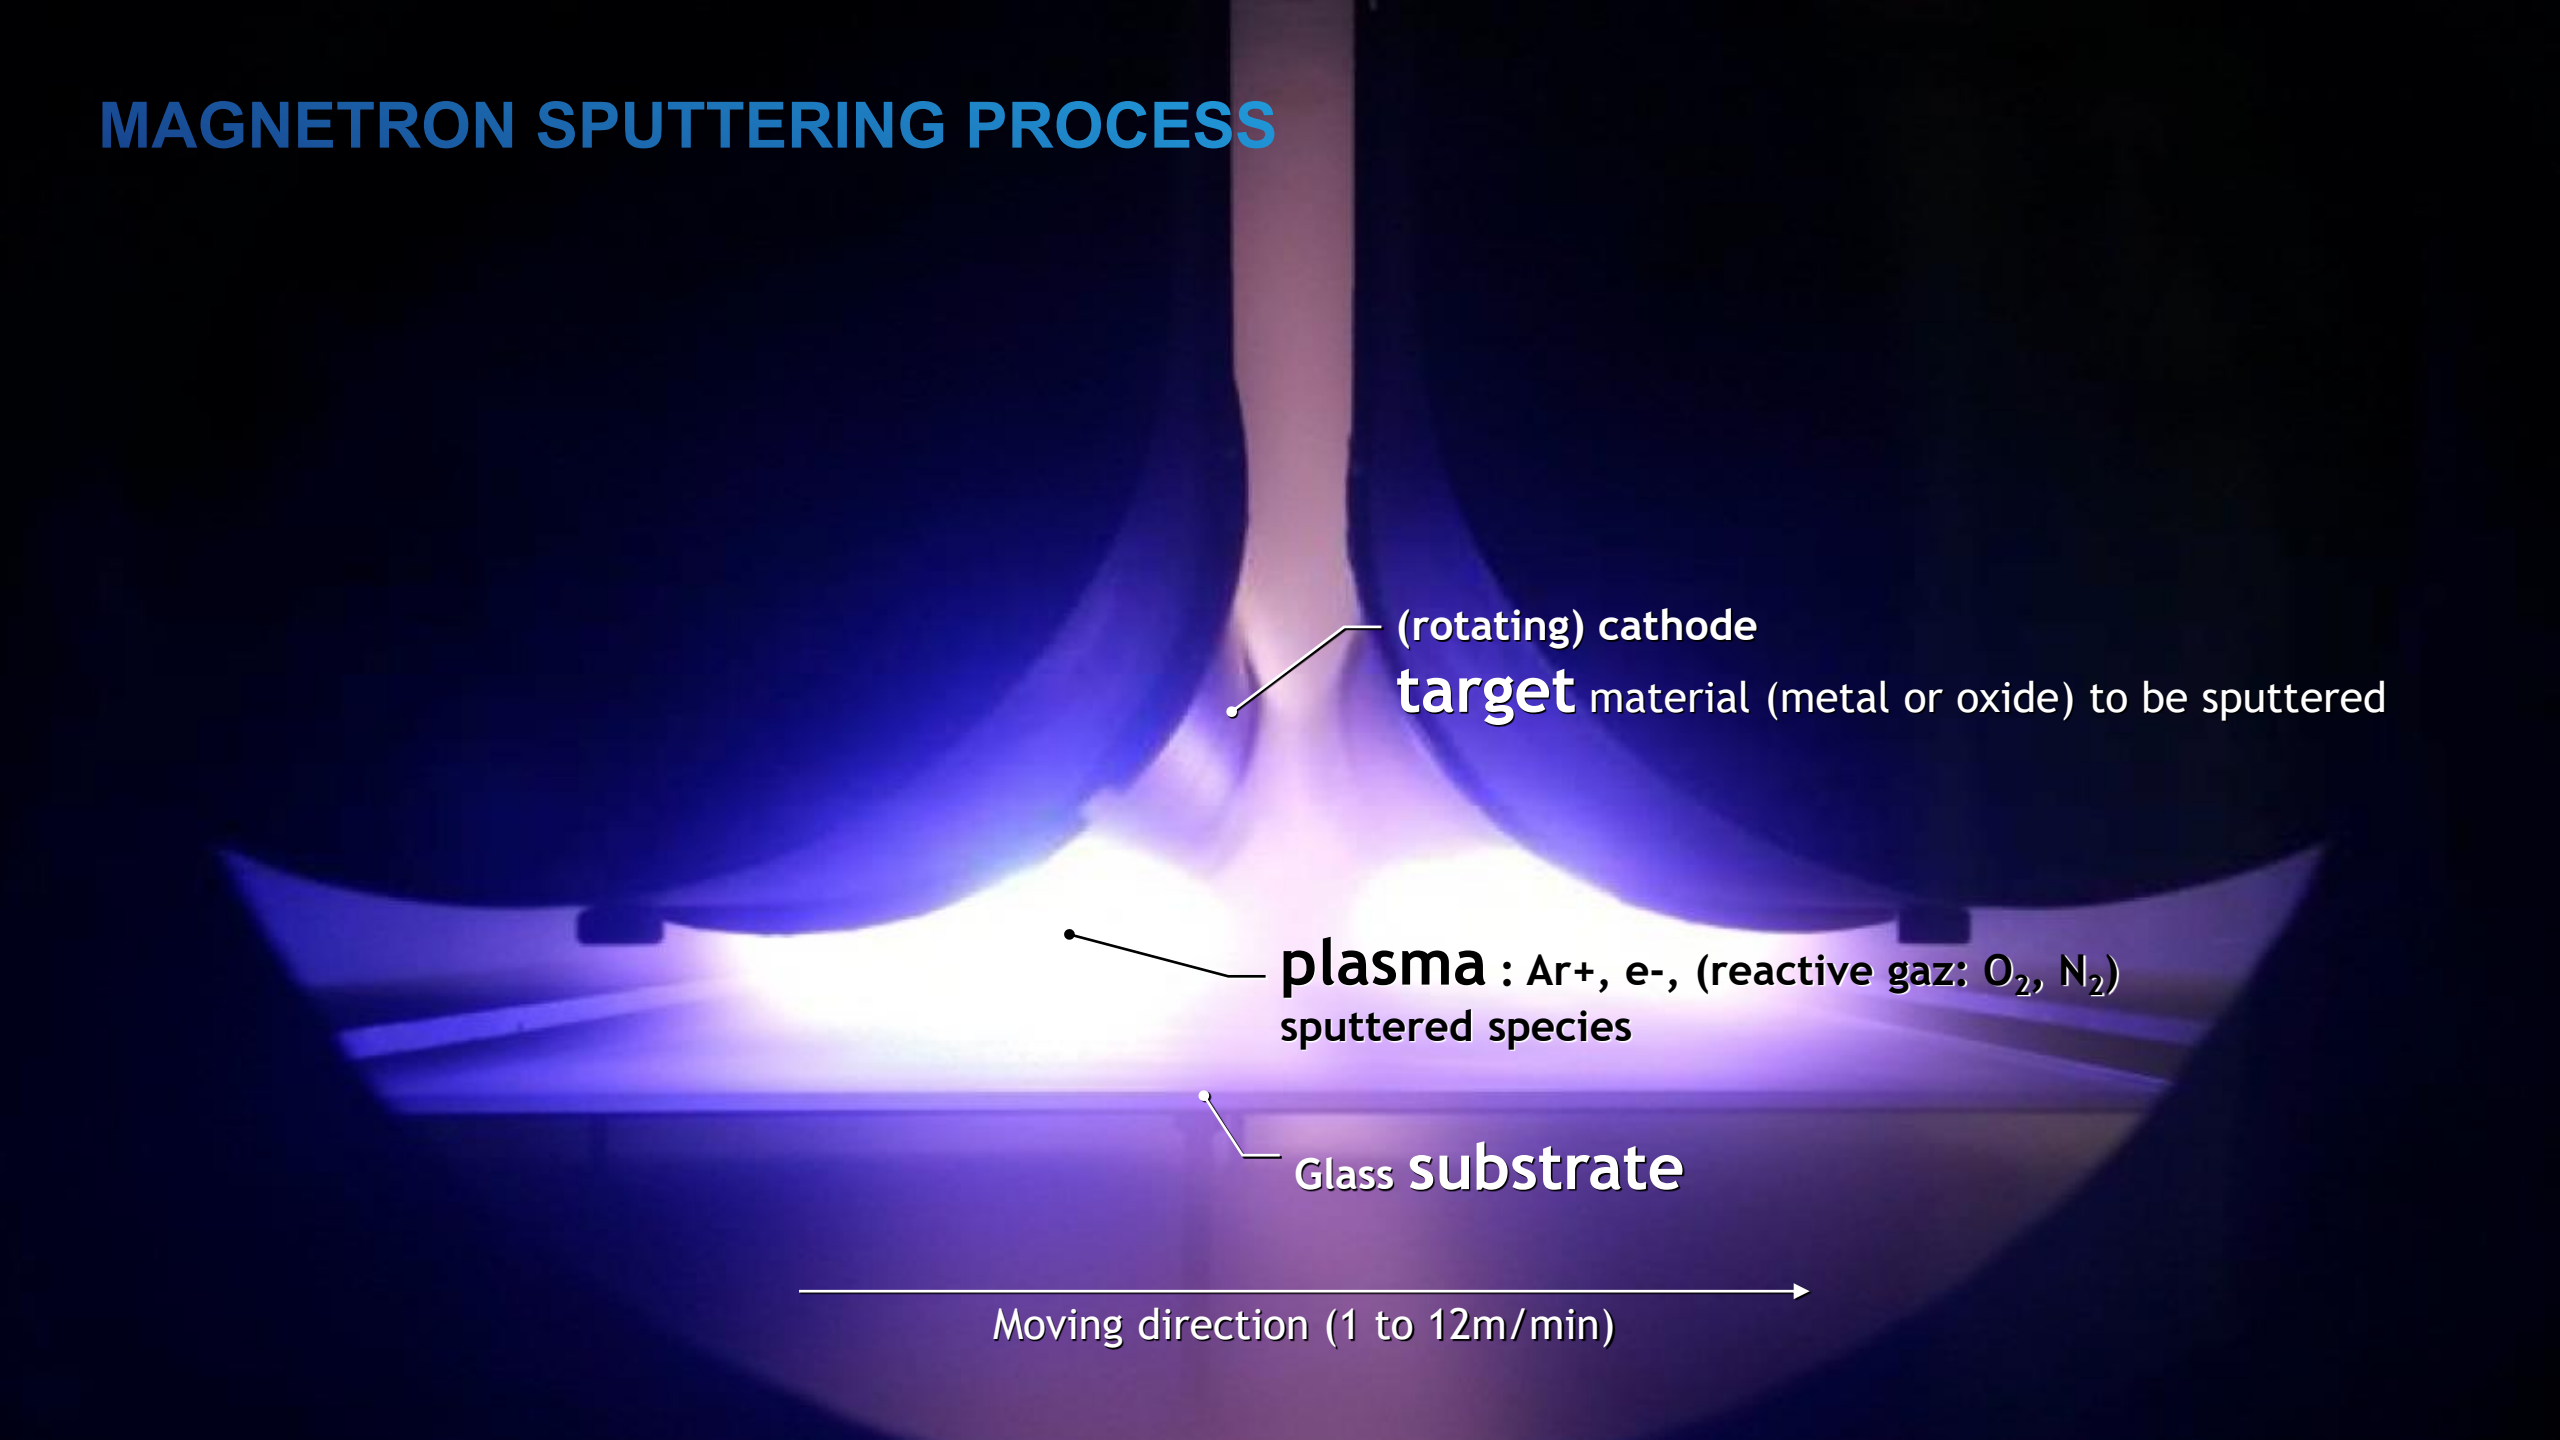 MAGNETRON SPUTTERING PROCESS
(rotating) cathode
target material (metal or oxide) to be sputtered
plasma : Ar+, e-, (reactive gaz: O₂, N₂)
sputtered species
Glass substrate
Moving direction (1 to 12m/min)